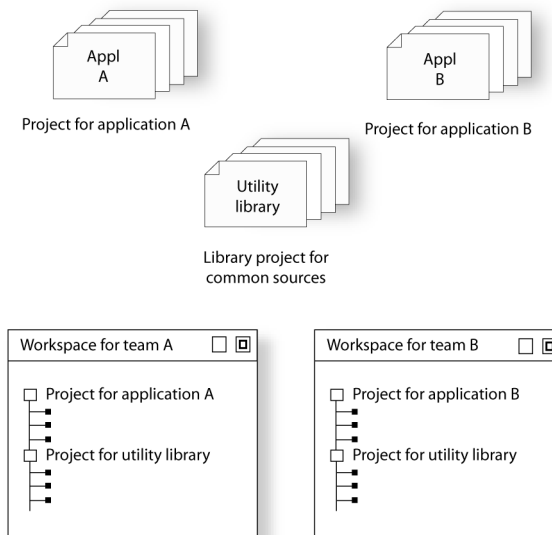 Appl
A
Project for application A
Appl
B
Project for application B
Utility
library
Library project for
common sources
Workspace for team A
Project for application A
Project for utility library
Workspace for team B
Project for application B
Project for utility library